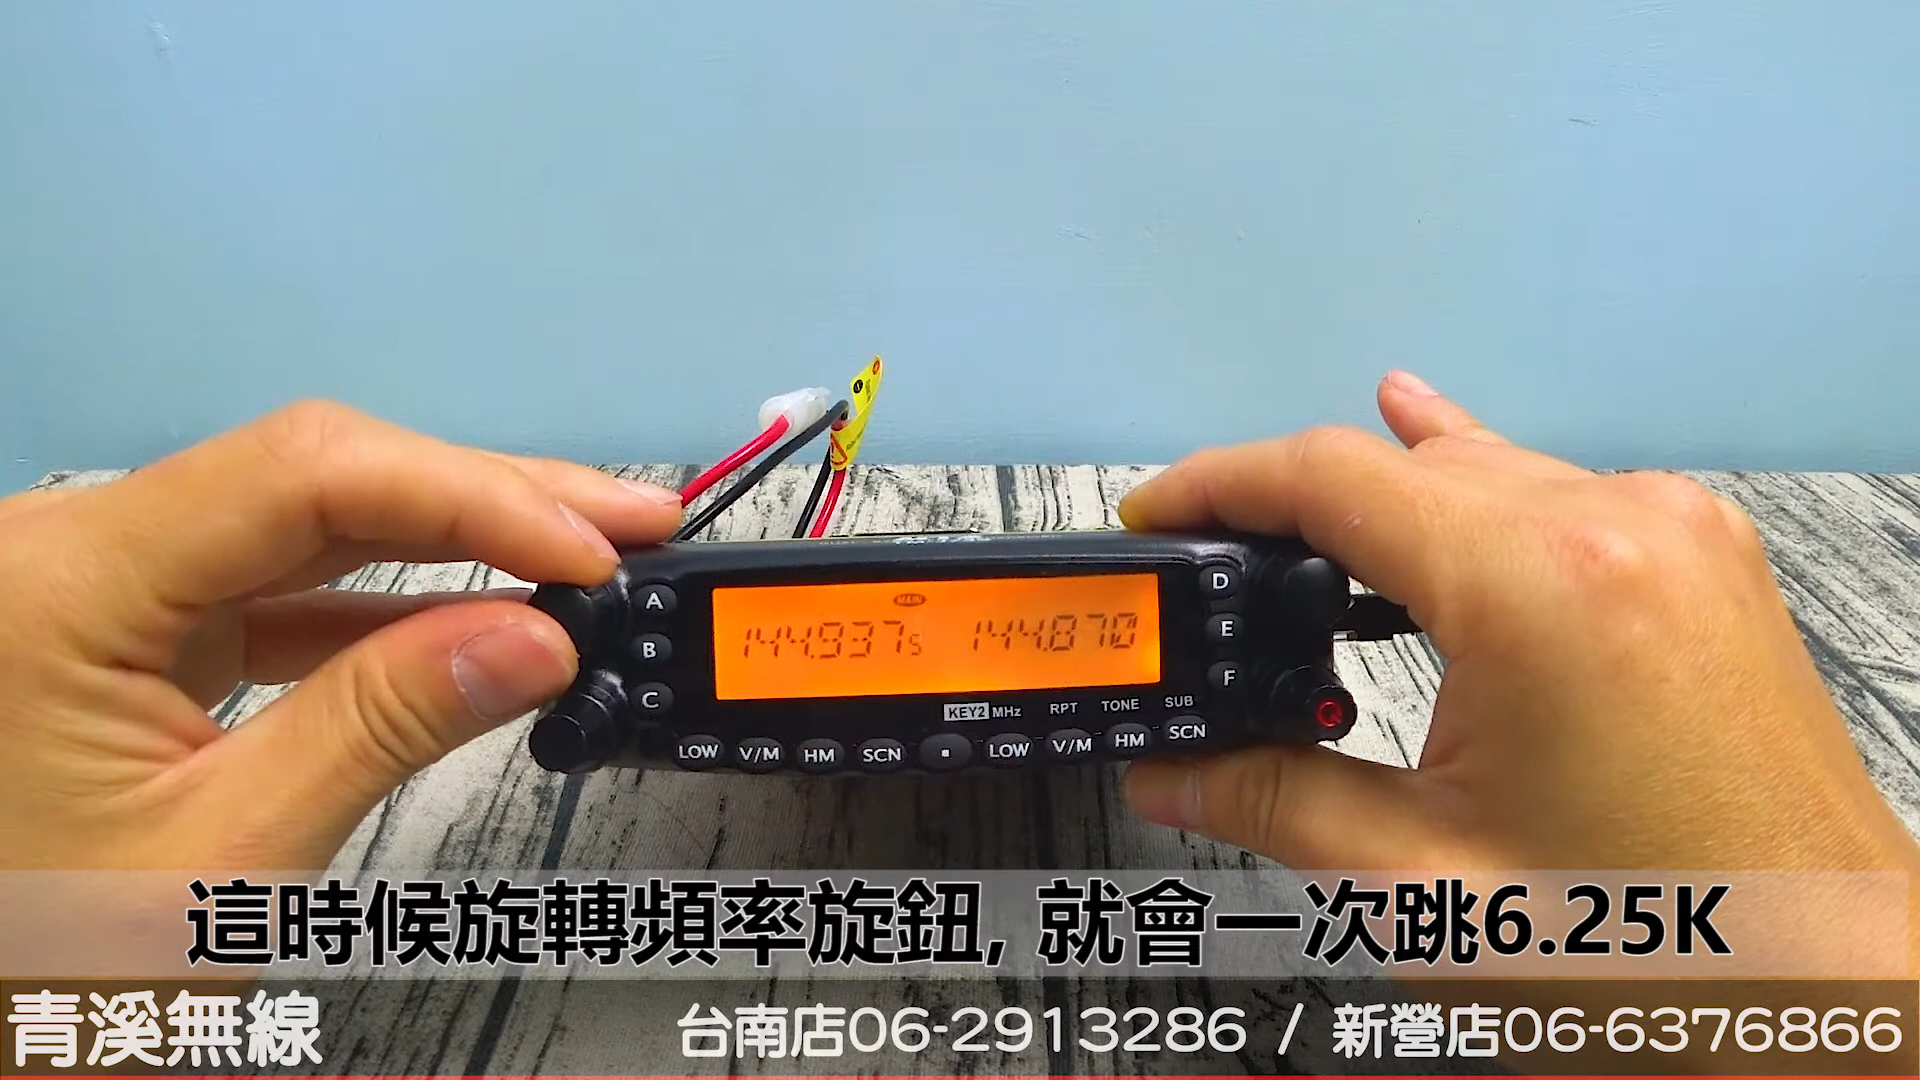 MAIN
144.9375 144.870
A
B
C
D
E
F
KEY2 MHz RPT TONE SUB
LOW V/M HM SCN LOW V/M HM SCN
這時候旋轉頻率旋鈕, 就會一次跳6.25K
青溪無線
台南店06-2913286 / 新營店06-6376866